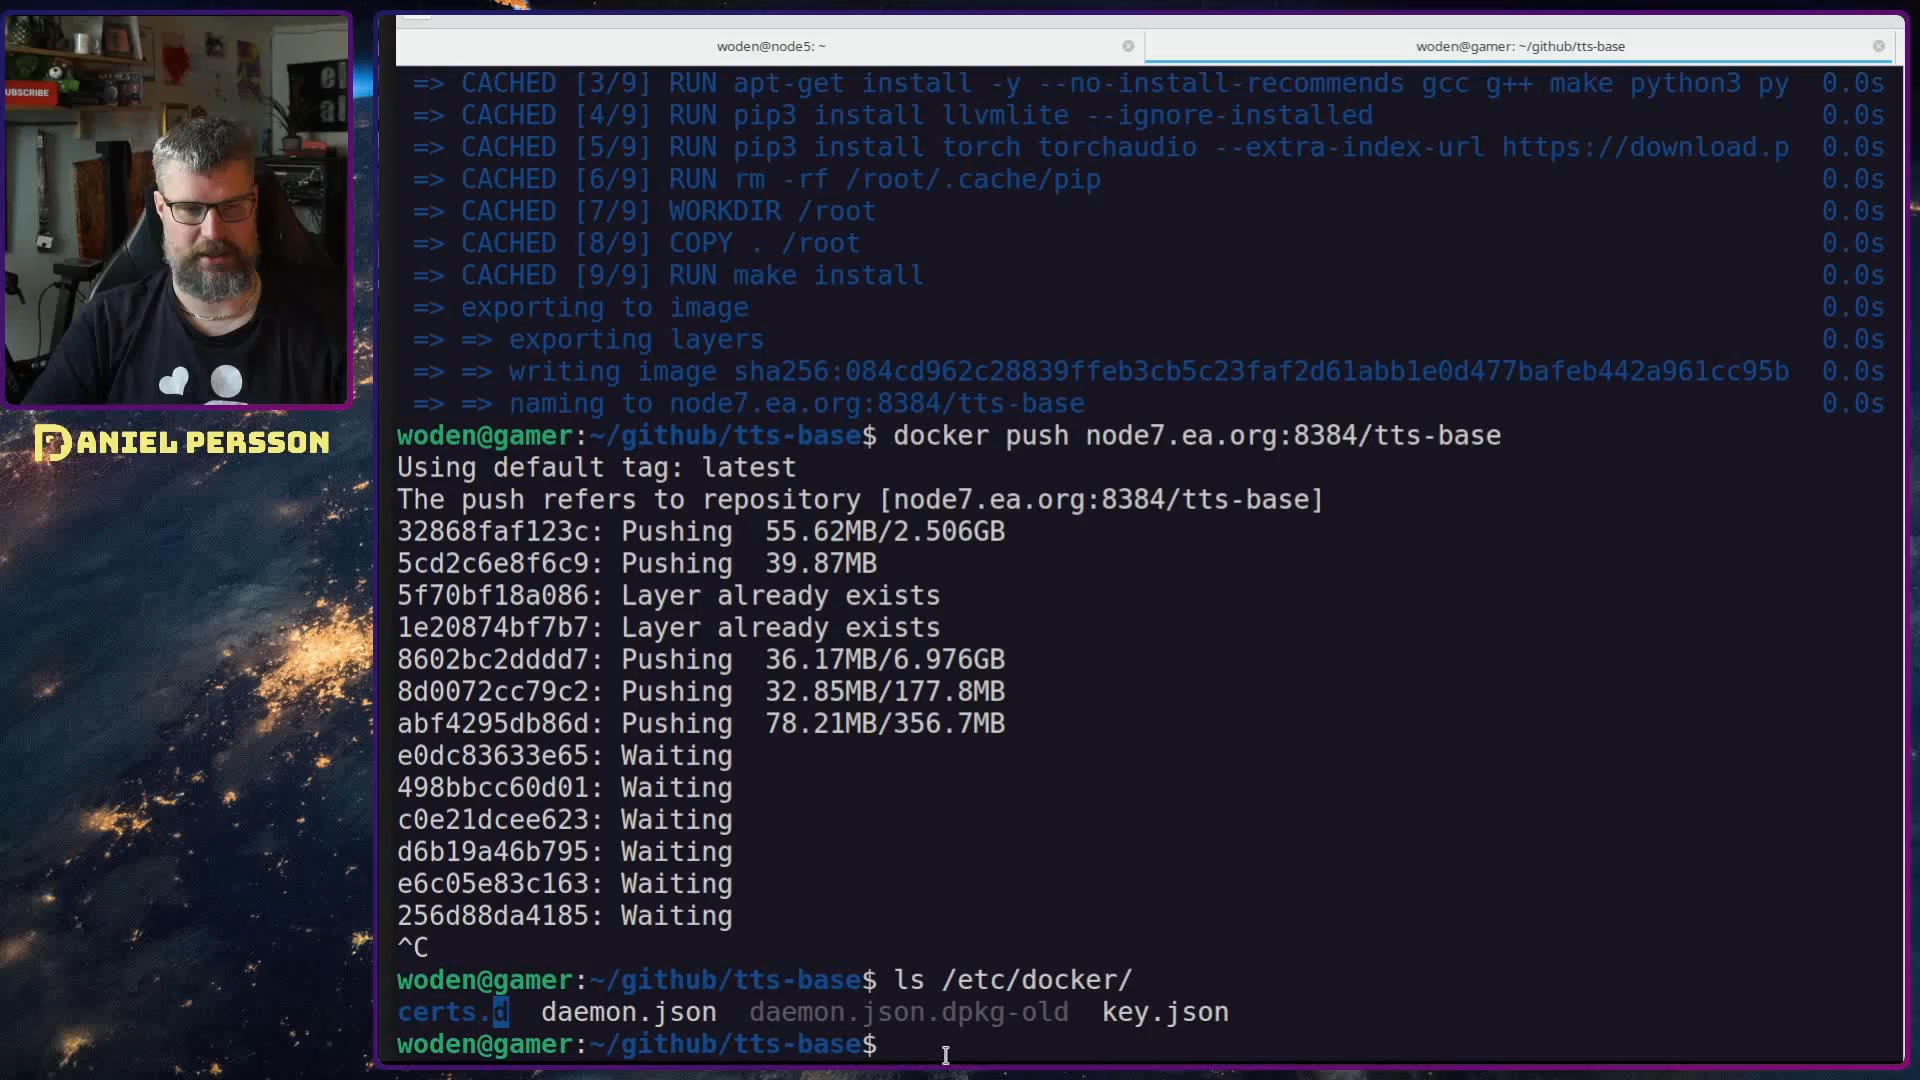 woden@node5: ~
woden@gamer: ~/github/tts-base
=> CACHED [3/9] RUN apt-get install -y --no-install-recommends gcc g++ make python3 py 0.0s
=> CACHED [4/9] RUN pip3 install llvmlite --ignore-installed 0.0s
=> CACHED [5/9] RUN pip3 install torch torchaudio --extra-index-url https://download.p 0.0s
=> CACHED [6/9] RUN rm -rf /root/.cache/pip 0.0s
=> CACHED [7/9] WORKDIR /root 0.0s
=> CACHED [8/9] COPY . /root 0.0s
=> CACHED [9/9] RUN make install 0.0s
=> exporting to image 0.0s
=> => exporting layers 0.0s
=> => writing image sha256:084cd962c28839ffeb3cb5c23faf2d61abb1e0d477bafeb442a961cc95b 0.0s
=> => naming to node7.ea.org:8384/tts-base 0.0s
woden@gamer:~/github/tts-base$ docker push node7.ea.org:8384/tts-base
Using default tag: latest
The push refers to repository [node7.ea.org:8384/tts-base]
32868faf123c: Pushing 55.62MB/2.506GB
5cd2c6e8f6c9: Pushing 39.87MB
5f70bf18a086: Layer already exists
1e20874bf7b7: Layer already exists
8602bc2dddd7: Pushing 36.17MB/6.976GB
8d0072cc79c2: Pushing 32.85MB/177.8MB
abf4295db86d: Pushing 78.21MB/356.7MB
e0dc83633e65: Waiting
498bbcc60d01: Waiting
c0e21dcee623: Waiting
d6b19a46b795: Waiting
e6c05e83c163: Waiting
256d88da4185: Waiting
^C
woden@gamer:~/github/tts-base$ ls /etc/docker/
certs.d daemon.json daemon.json.dpkg-old key.json
woden@gamer:~/github/tts-base$
UBSCRIBE
DANIEL PERSSON